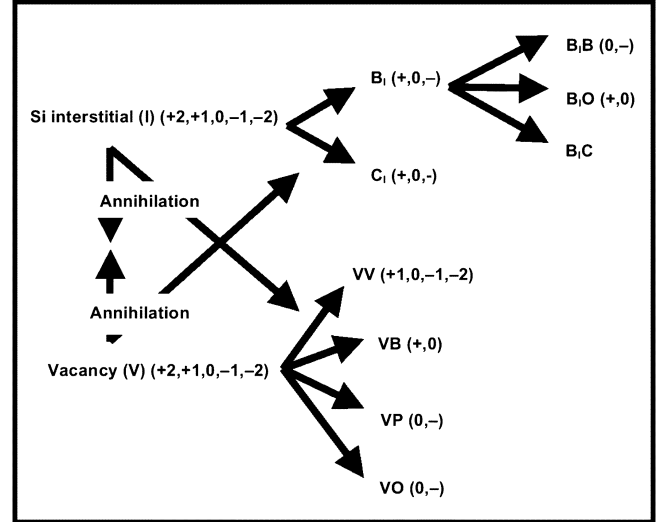 BIB (0,–)
BI (+,0,–)
BIO (+,0)
Si interstitial (I) (+2,+1,0,–1,–2)
BIC
CI (+,0,-)
Annihilation
VV (+1,0,–1,–2)
Annihilation
VB (+,0)
Vacancy (V) (+2,+1,0,–1,–2)
VP (0,–)
VO (0,–)